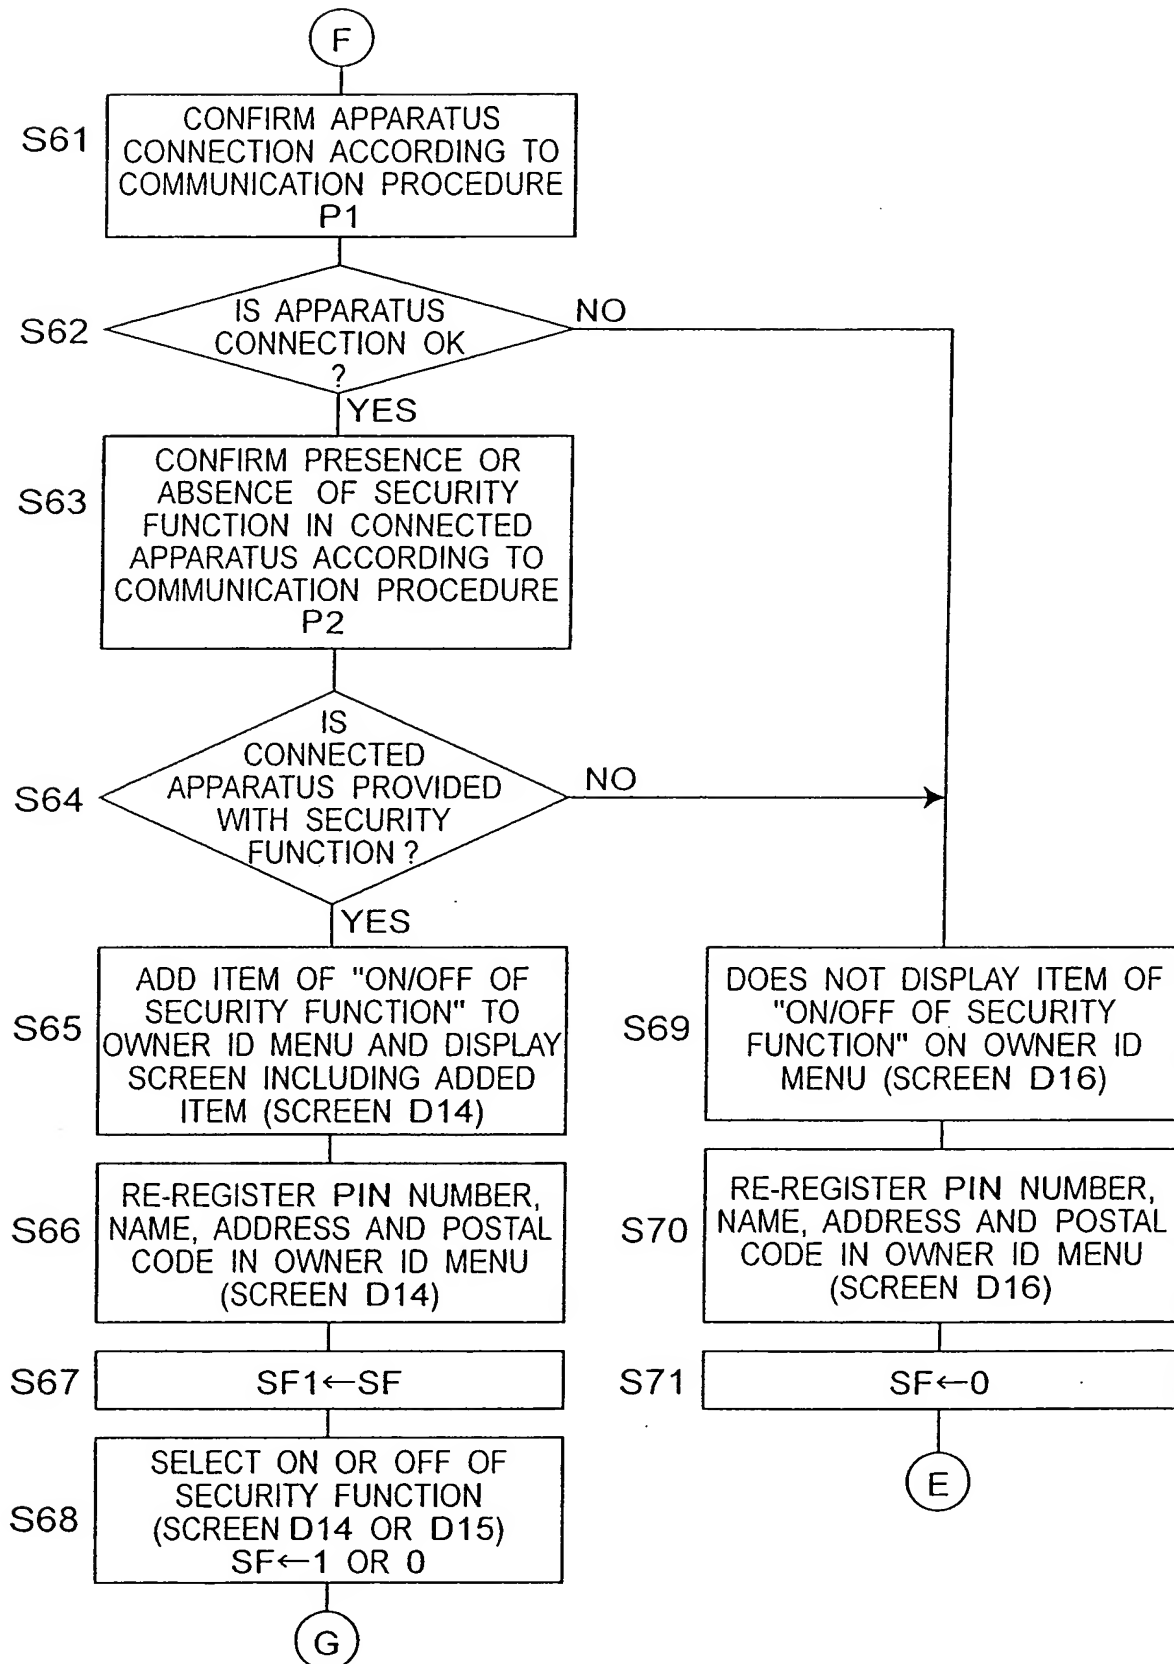 F
S61
CONFIRM APPARATUS
CONNECTION ACCORDING TO
COMMUNICATION PROCEDURE
P1
S62
IS APPARATUS
CONNECTION OK
?
NO
YES
S63
CONFIRM PRESENCE OR
ABSENCE OF SECURITY
FUNCTION IN CONNECTED
APPARATUS ACCORDING TO
COMMUNICATION PROCEDURE
P2
S64
IS
CONNECTED
APPARATUS PROVIDED
WITH SECURITY
FUNCTION ?
NO
YES
S65
ADD ITEM OF "ON/OFF OF
SECURITY FUNCTION" TO
OWNER ID MENU AND DISPLAY
SCREEN INCLUDING ADDED
ITEM (SCREEN D14)
S66
RE-REGISTER PIN NUMBER,
NAME, ADDRESS AND POSTAL
CODE IN OWNER ID MENU
(SCREEN D14)
S67
SF1←SF
S68
SELECT ON OR OFF OF
SECURITY FUNCTION
(SCREEN D14 OR D15)
SF←1 OR 0
G
S69
DOES NOT DISPLAY ITEM OF
"ON/OFF OF SECURITY
FUNCTION" ON OWNER ID
MENU (SCREEN D16)
S70
RE-REGISTER PIN NUMBER,
NAME, ADDRESS AND POSTAL
CODE IN OWNER ID MENU
(SCREEN D16)
S71
SF←0
E